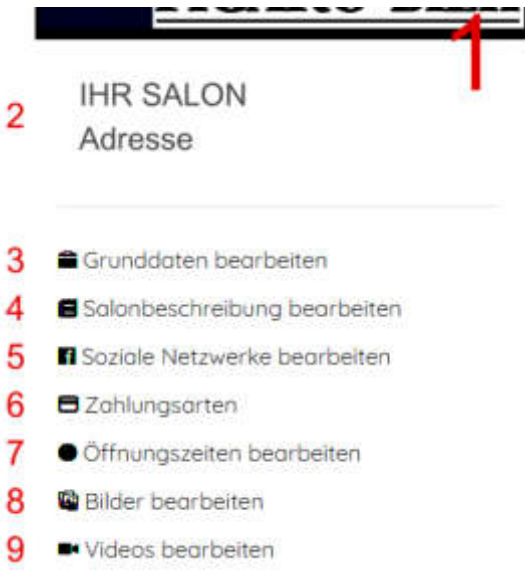 1
2 IHR SALON
Adresse
3 Grunddaten bearbeiten
4 Salonbeschreibung bearbeiten
5 Soziale Netzwerke bearbeiten
6 Zahlungsarten
7 Öffnungszeiten bearbeiten
8 Bilder bearbeiten
9 Videos bearbeiten